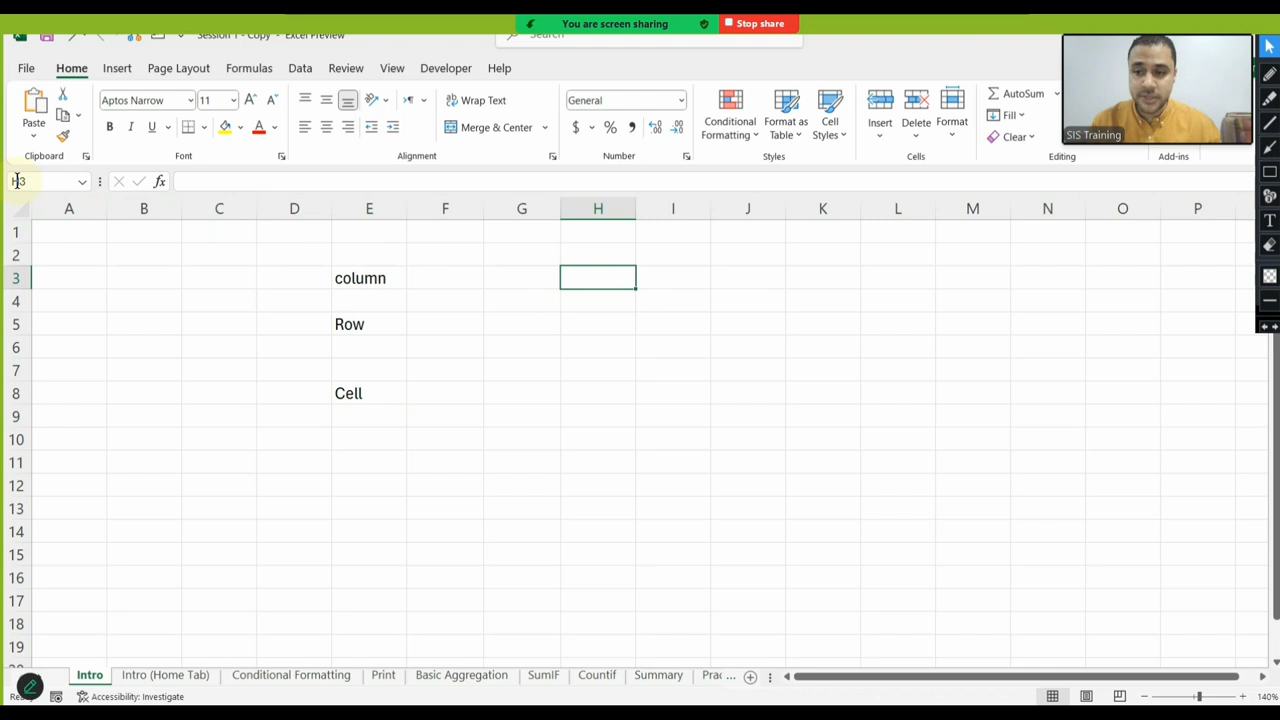 You are screen sharing Stop share
Session 1 - Copy - Excel Preview Search
File Home Insert Page Layout Formulas Data Review View Developer Help
Aptos Narrow 11 Wrap Text General AutoSum
Paste B I U Merge & Center $ % Conditional Formatting Format as Table Cell Styles Insert Delete Format Fill Clear
SIS Training
Clipboard Font Alignment Number Styles Cells Editing Add-ins
H3 fx
A B C D E F G H I J K L M N O P
1
2
3 column
4
5 Row
6
7
8 Cell
9
10
11
12
13
14
15
16
17
18
19
Intro Intro (Home Tab) Conditional Formatting Print Basic Aggregation SumIF Countif Summary Prac ...
Accessibility: Investigate 140%